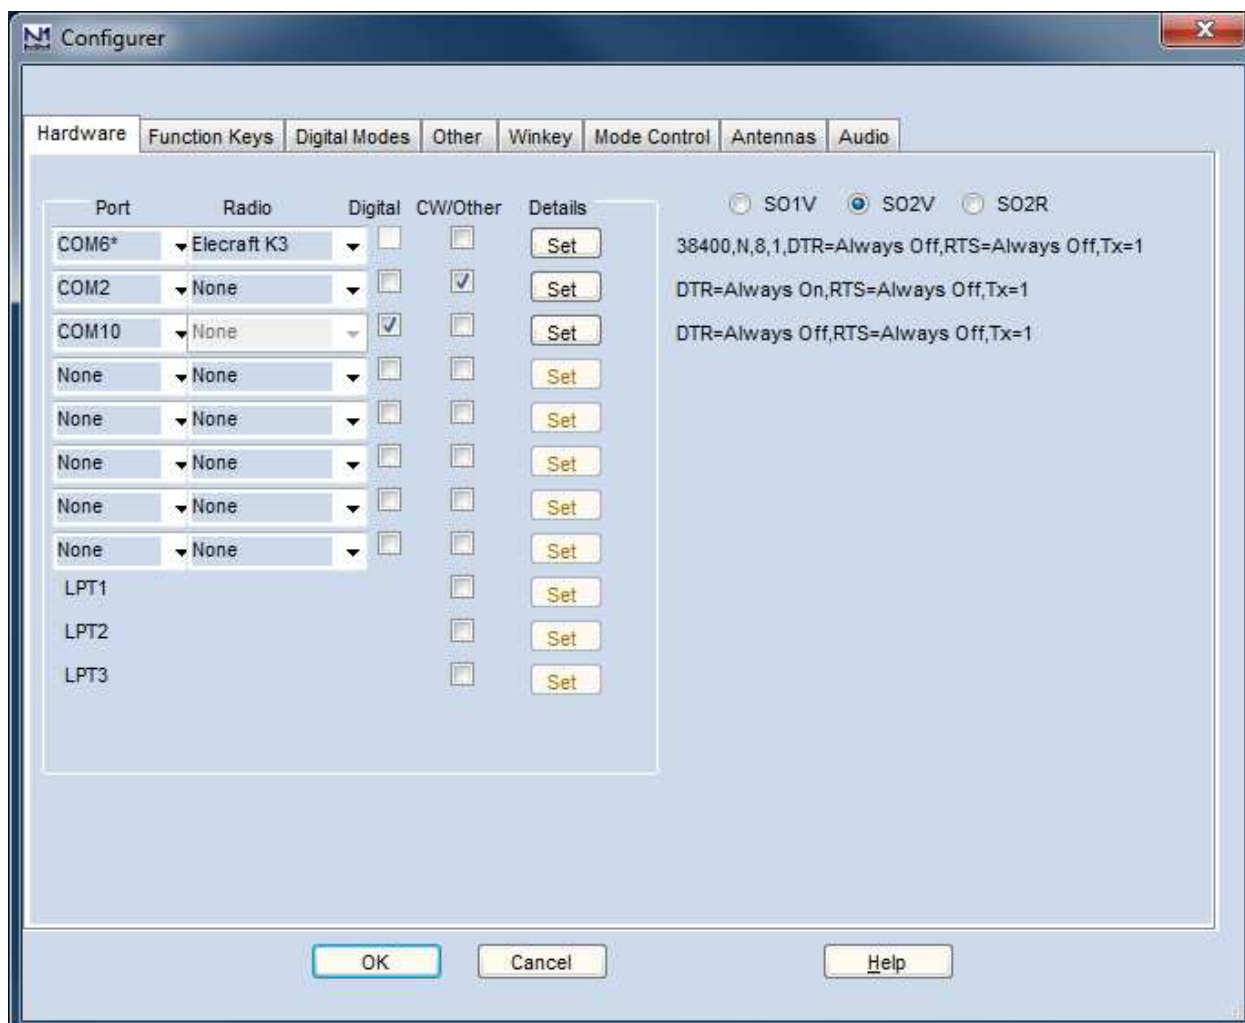 N1 Configurer
Hardware Function Keys Digital Modes Other Winkey Mode Control Antennas Audio
Port Radio Digital CW/Other Details SO1V SO2V SO2R
COM6* Elecraft K3 Set 38400,N,8,1,DTR=Always Off,RTS=Always Off,Tx=1
COM2 None Set DTR=Always On,RTS=Always Off,Tx=1
COM10 None Set DTR=Always Off,RTS=Always Off,Tx=1
None None Set
None None Set
None None Set
None None Set
None None Set
LPT1 Set
LPT2 Set
LPT3 Set
OK Cancel Help